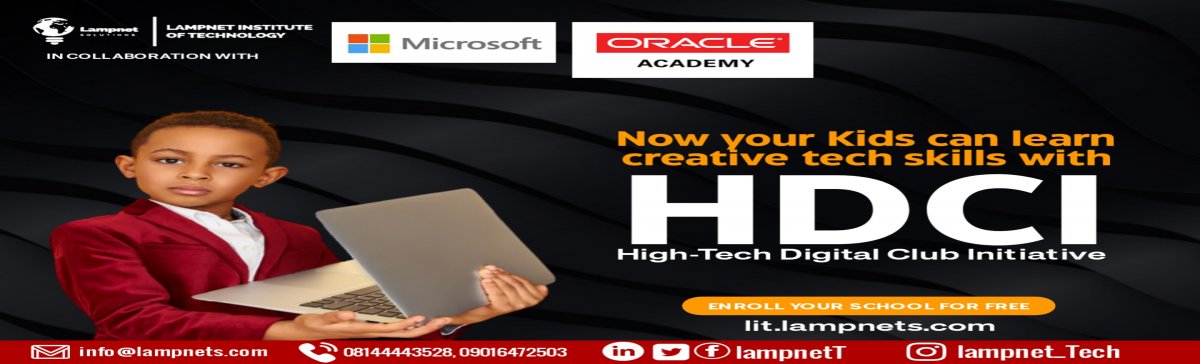 Lampnet
SOLUTIONS
LAMPNET INSTITUTE
OF TECHNOLOGY
IN COLLABORATION WITH
Microsoft
ORACLE
ACADEMY
Now your Kids can learn
creative tech skills with
HDCI
High-Tech Digital Club Initiative
ENROLL YOUR SCHOOL FOR FREE
lit.lampnets.com
info@lampnets.com 08144443528, 09016472503 lampnetT lampnet_Tech